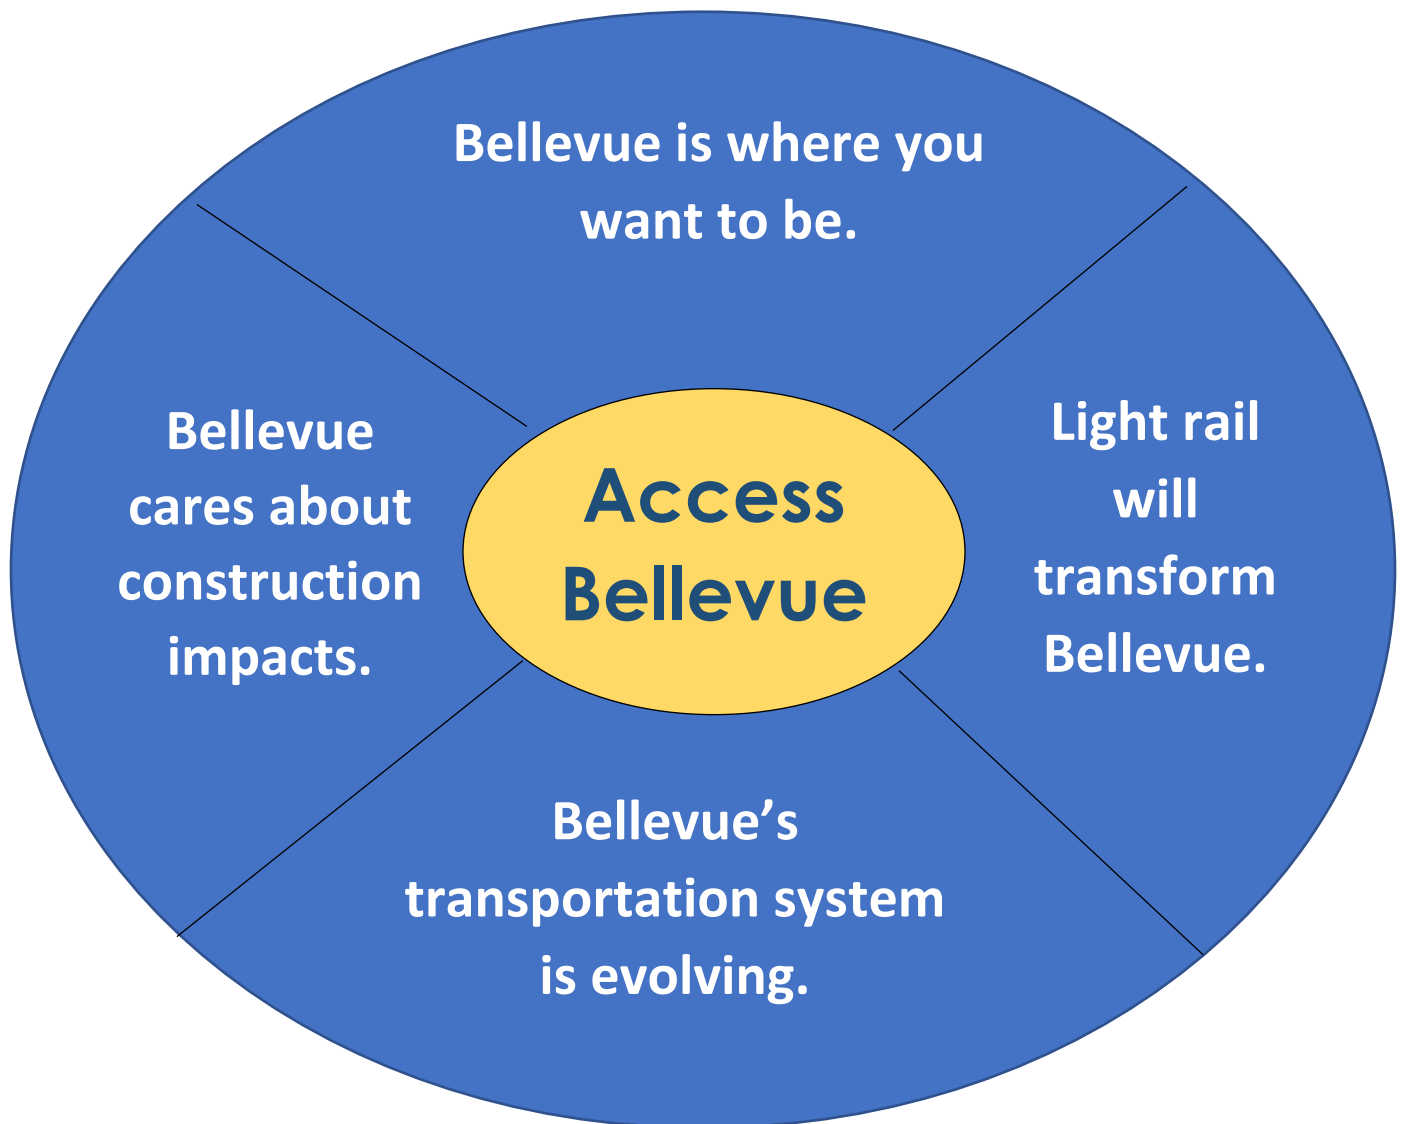 Bellevue is where you
want to be.
Bellevue
cares about
construction
impacts.
Access
Bellevue
Light rail
will
transform
Bellevue.
Bellevue’s
transportation system
is evolving.